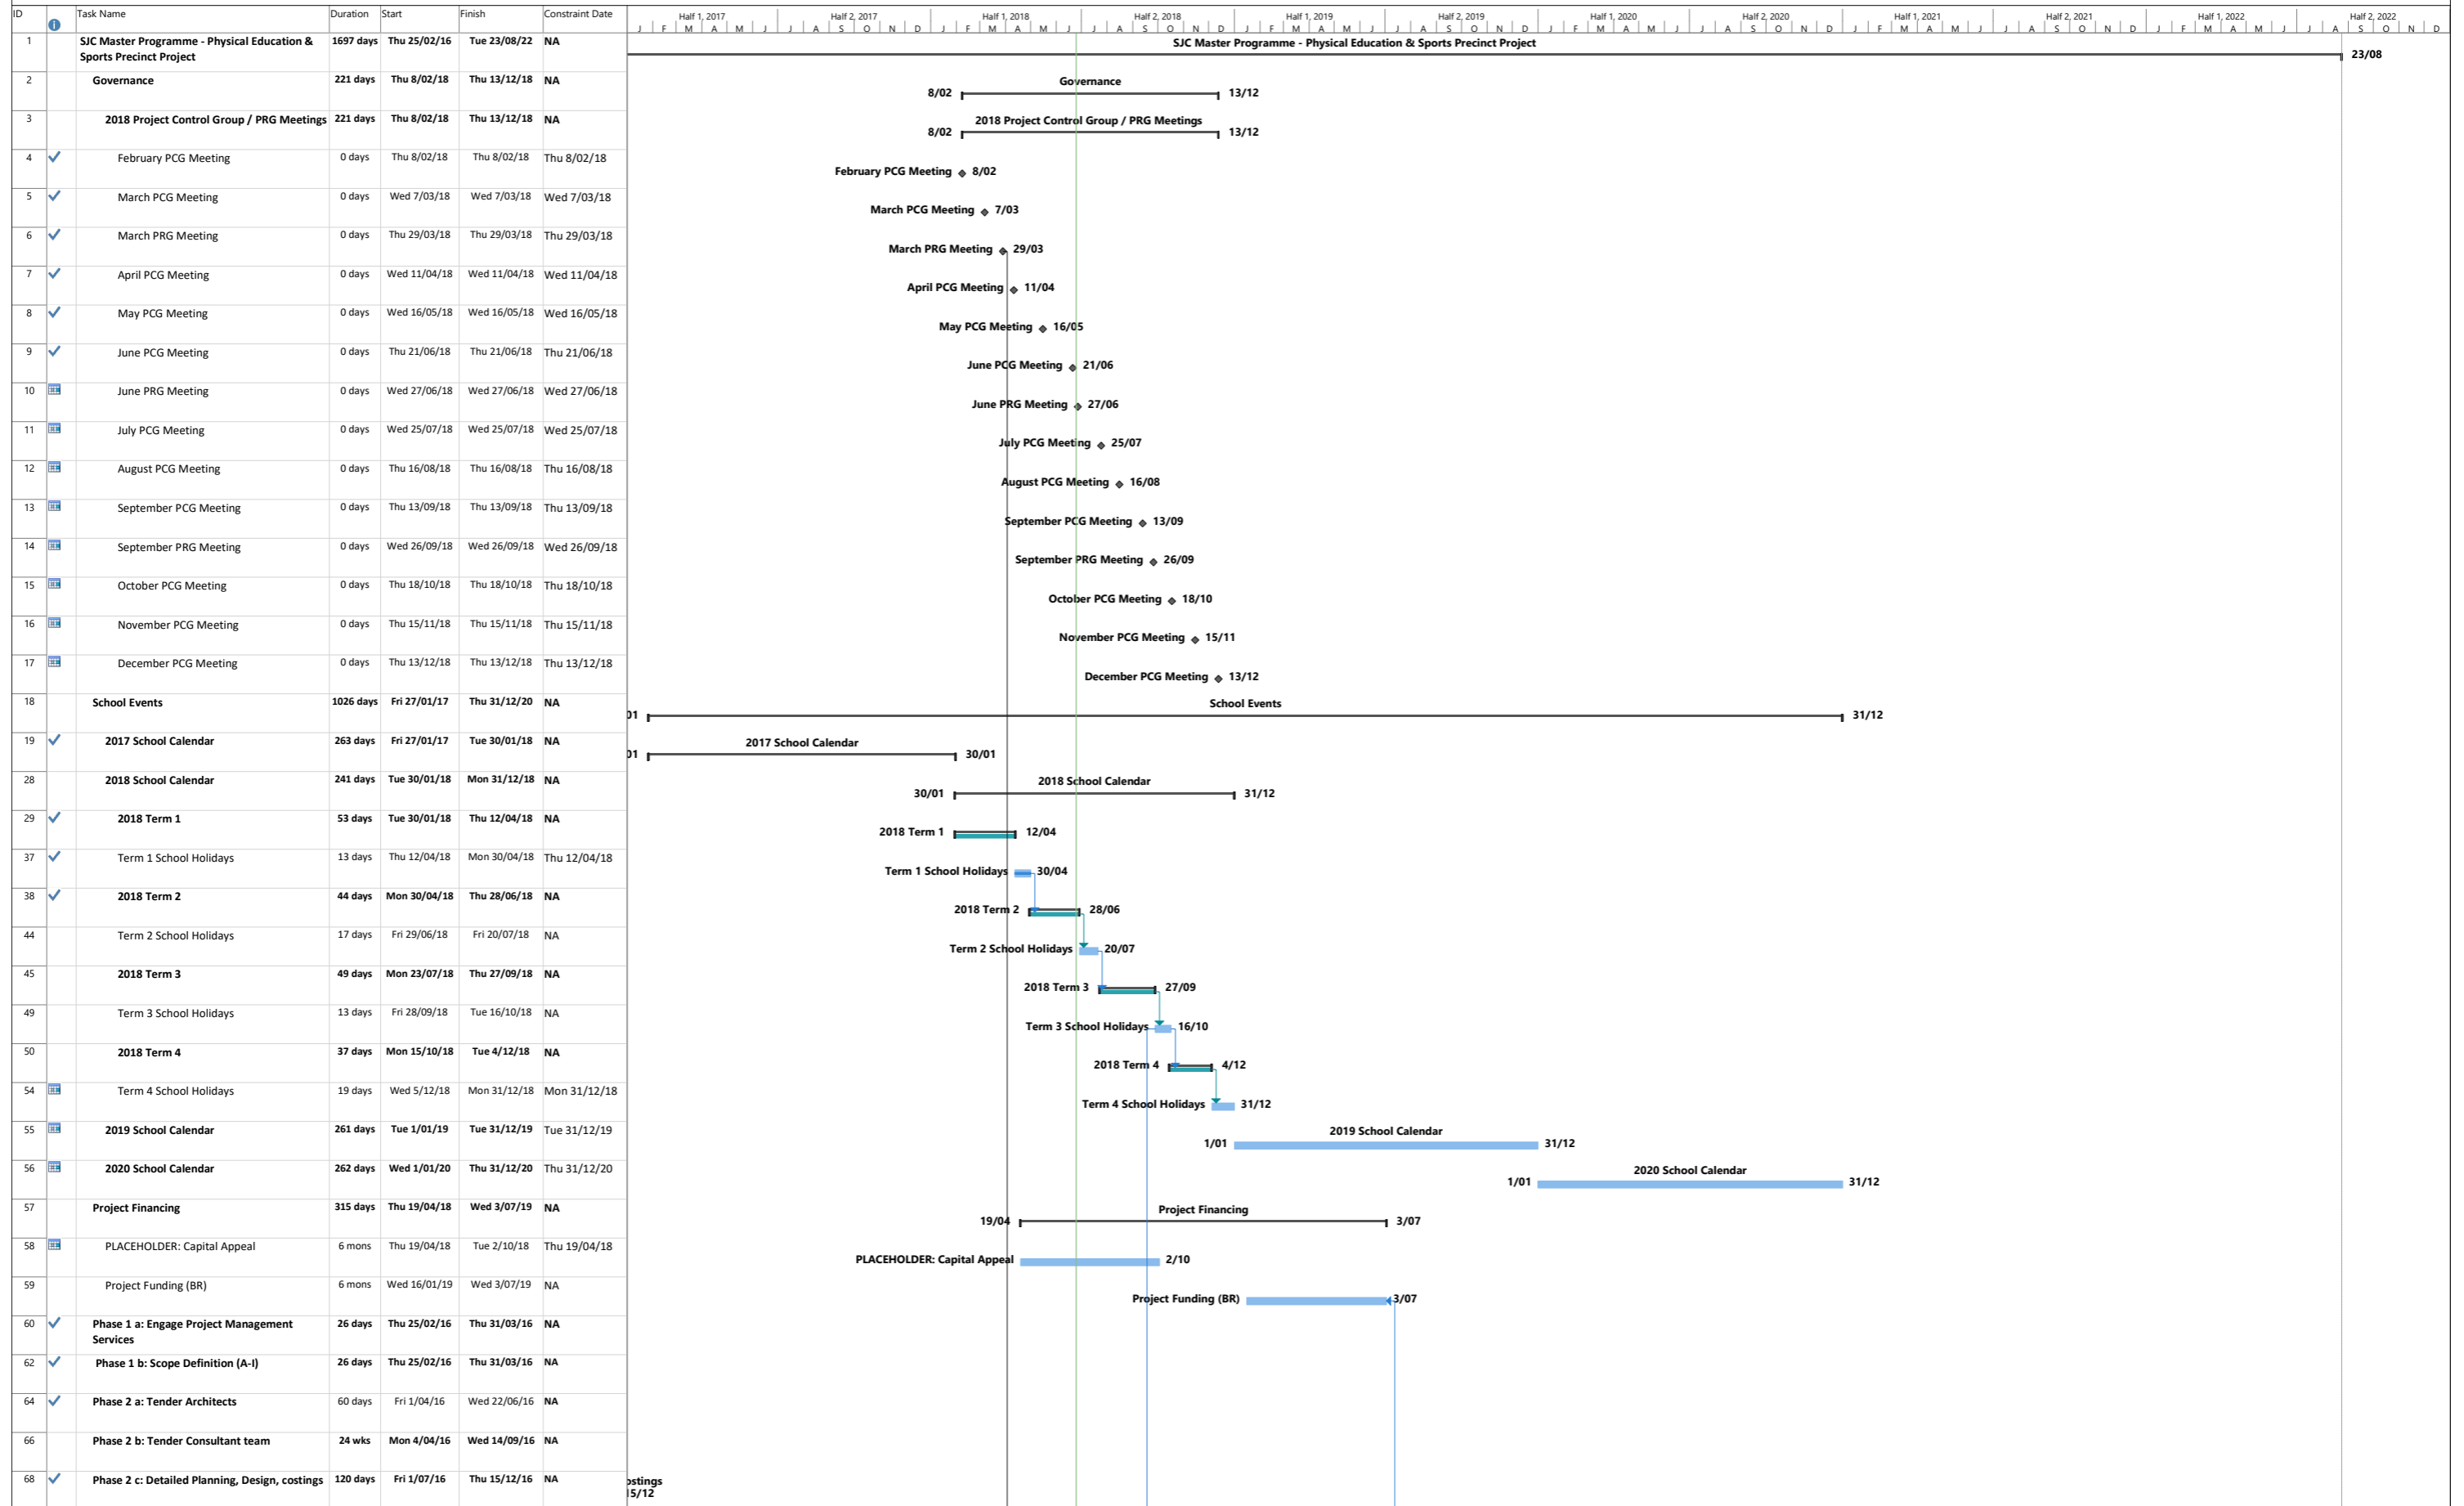 ID Task Name Duration Start Finish Constraint Date
Half 1, 2017 Half 2, 2017 Half 1, 2018 Half 2, 2018 Half 1, 2019 Half 2, 2019 Half 1, 2020 Half 2, 2020 Half 1, 2021 Half 2, 2021 Half 1, 2022 Half 2, 2022
J F M A M J J A S O N D J F M A M J J A S O N D J F M A M J J A S O N D J F M A M J J A S O N D J F M A M J J A S O N D J F M A M J J A S O N D
1 SJC Master Programme - Physical Education & 1697 days Thu 25/02/16 Tue 23/08/22 NA SJC Master Programme - Physical Education & Sports Precinct Project
Sports Precinct Project 23/08
2 Governance 221 days Thu 8/02/18 Thu 13/12/18 NA Governance
8/02 13/12
3 2018 Project Control Group / PRG Meetings 221 days Thu 8/02/18 Thu 13/12/18 NA 2018 Project Control Group / PRG Meetings
8/02 13/12
4 February PCG Meeting 0 days Thu 8/02/18 Thu 8/02/18 Thu 8/02/18
February PCG Meeting 8/02
5 March PCG Meeting 0 days Wed 7/03/18 Wed 7/03/18 Wed 7/03/18
March PCG Meeting 7/03
6 March PRG Meeting 0 days Thu 29/03/18 Thu 29/03/18 Thu 29/03/18
March PRG Meeting 29/03
7 April PCG Meeting 0 days Wed 11/04/18 Wed 11/04/18 Wed 11/04/18
April PCG Meeting 11/04
8 May PCG Meeting 0 days Wed 16/05/18 Wed 16/05/18 Wed 16/05/18
May PCG Meeting 16/05
9 June PCG Meeting 0 days Thu 21/06/18 Thu 21/06/18 Thu 21/06/18
June PCG Meeting 21/06
10 June PRG Meeting 0 days Wed 27/06/18 Wed 27/06/18 Wed 27/06/18
June PRG Meeting 27/06
11 July PCG Meeting 0 days Wed 25/07/18 Wed 25/07/18 Wed 25/07/18
July PCG Meeting 25/07
12 August PCG Meeting 0 days Thu 16/08/18 Thu 16/08/18 Thu 16/08/18
August PCG Meeting 16/08
13 September PCG Meeting 0 days Thu 13/09/18 Thu 13/09/18 Thu 13/09/18
September PCG Meeting 13/09
14 September PRG Meeting 0 days Wed 26/09/18 Wed 26/09/18 Wed 26/09/18
September PRG Meeting 26/09
15 October PCG Meeting 0 days Thu 18/10/18 Thu 18/10/18 Thu 18/10/18
October PCG Meeting 18/10
16 November PCG Meeting 0 days Thu 15/11/18 Thu 15/11/18 Thu 15/11/18
November PCG Meeting 15/11
17 December PCG Meeting 0 days Thu 13/12/18 Thu 13/12/18 Thu 13/12/18
December PCG Meeting 13/12
18 School Events 1026 days Fri 27/01/17 Thu 31/12/20 NA School Events
01 31/12
19 2017 School Calendar 263 days Fri 27/01/17 Tue 30/01/18 NA 2017 School Calendar
01 30/01
28 2018 School Calendar 241 days Tue 30/01/18 Mon 31/12/18 NA 2018 School Calendar
30/01 31/12
29 2018 Term 1 53 days Tue 30/01/18 Thu 12/04/18 NA
2018 Term 1 12/04
37 Term 1 School Holidays 13 days Thu 12/04/18 Mon 30/04/18 Thu 12/04/18
Term 1 School Holidays 30/04
38 2018 Term 2 44 days Mon 30/04/18 Thu 28/06/18 NA
2018 Term 2 28/06
44 Term 2 School Holidays 17 days Fri 29/06/18 Fri 20/07/18 NA
Term 2 School Holidays 20/07
45 2018 Term 3 49 days Mon 23/07/18 Thu 27/09/18 NA
2018 Term 3 27/09
49 Term 3 School Holidays 13 days Fri 28/09/18 Tue 16/10/18 NA
Term 3 School Holidays 16/10
50 2018 Term 4 37 days Mon 15/10/18 Tue 4/12/18 NA
2018 Term 4 4/12
54 Term 4 School Holidays 19 days Wed 5/12/18 Mon 31/12/18 Mon 31/12/18
Term 4 School Holidays 31/12
55 2019 School Calendar 261 days Tue 1/01/19 Tue 31/12/19 Tue 31/12/19 2019 School Calendar
1/01 31/12
56 2020 School Calendar 262 days Wed 1/01/20 Thu 31/12/20 Thu 31/12/20 2020 School Calendar
1/01 31/12
57 Project Financing 315 days Thu 19/04/18 Wed 3/07/19 NA Project Financing
19/04 3/07
58 PLACEHOLDER: Capital Appeal 6 mons Thu 19/04/18 Tue 2/10/18 Thu 19/04/18
PLACEHOLDER: Capital Appeal 2/10
59 Project Funding (BR) 6 mons Wed 16/01/19 Wed 3/07/19 NA
Project Funding (BR) 3/07
60 Phase 1 a: Engage Project Management 26 days Thu 25/02/16 Thu 31/03/16 NA
Services
62 Phase 1 b: Scope Definition (A-I) 26 days Thu 25/02/16 Thu 31/03/16 NA
64 Phase 2 a: Tender Architects 60 days Fri 1/04/16 Wed 22/06/16 NA
66 Phase 2 b: Tender Consultant team 24 wks Mon 4/04/16 Wed 14/09/16 NA
68 Phase 2 c: Detailed Planning, Design, costings 120 days Fri 1/07/16 Thu 15/12/16 NA ostings
15/12